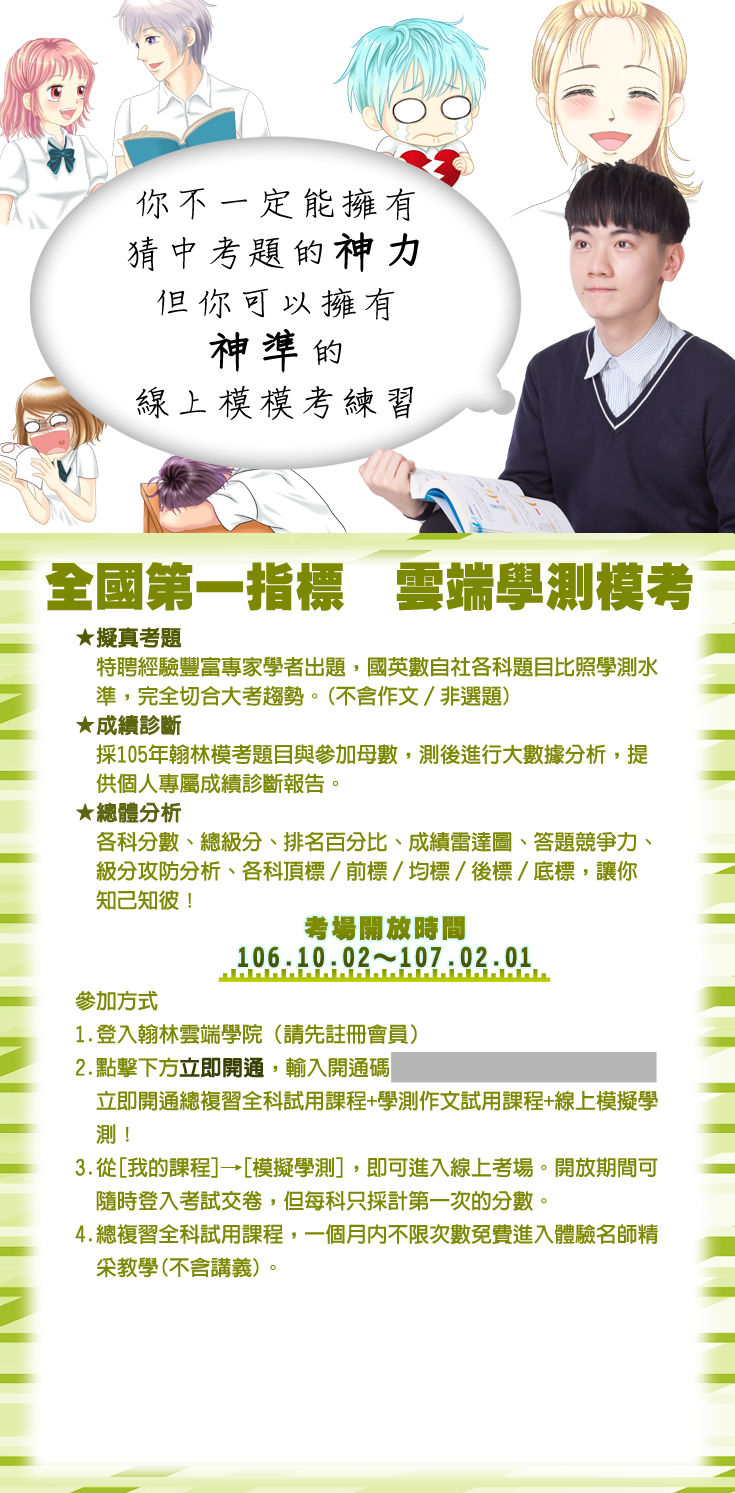 你不一定能擁有
猜中考題的神力
但你可以擁有
神準的
線上模模考練習
全國第一指標　雲端學測模考
★擬真考題
特聘經驗豐富專家學者出題，國英數自社各科題目比照學測水
準，完全切合大考趨勢。(不含作文／非選題)
★成績診斷
採105年翰林模考題目與參加母數，測後進行大數據分析，提
供個人專屬成績診斷報告。
★總體分析
各科分數、總級分、排名百分比、成績雷達圖、答題競爭力、
級分攻防分析、各科頂標／前標／均標／後標／底標，讓你
知己知彼！
考場開放時間
106.10.02～107.02.01
參加方式
1.登入翰林雲端學院（請先註冊會員）
2.點擊下方立即開通，輸入開通碼
立即開通總複習全科試用課程+學測作文試用課程+線上模擬學
測！
3.從[我的課程]→[模擬學測]，即可進入線上考場。開放期間可
隨時登入考試交卷，但每科只採計第一次的分數。
4.總複習全科試用課程，一個月內不限次數免費進入體驗名師精
采教學(不含講義)。